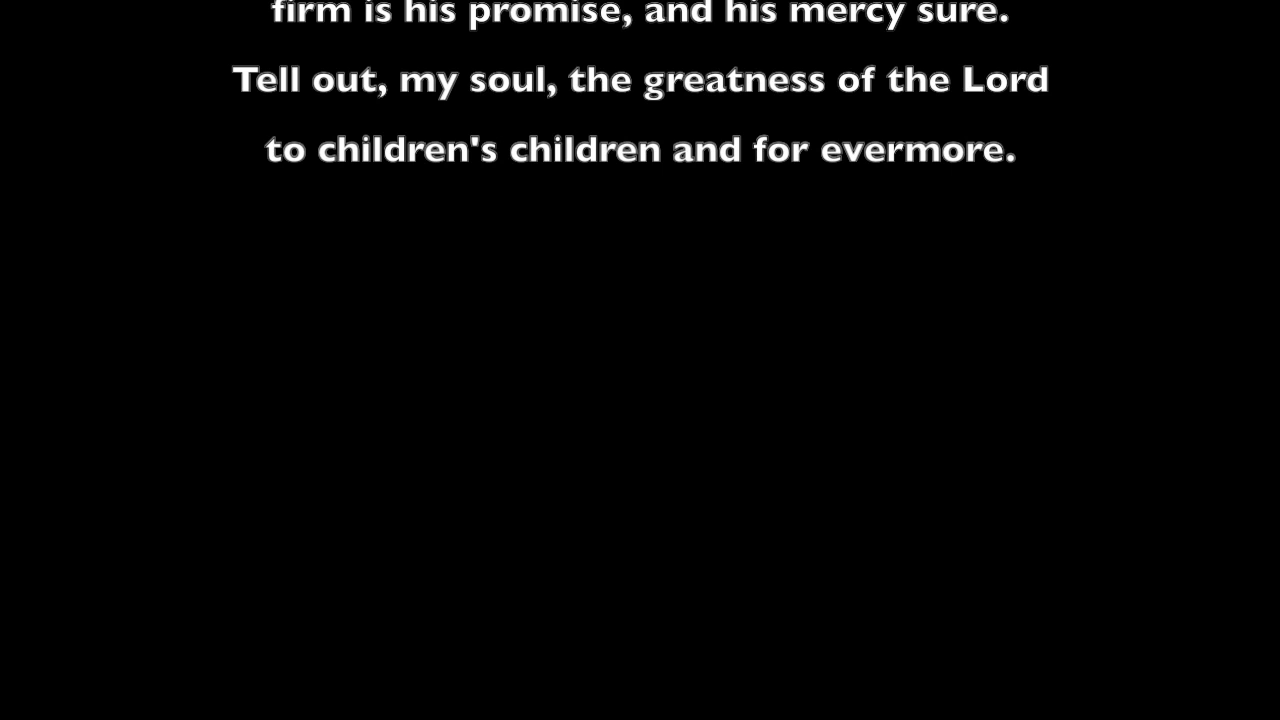 firm is his promise, and his mercy sure.
Tell out, my soul, the greatness of the Lord
to children's children and for evermore.